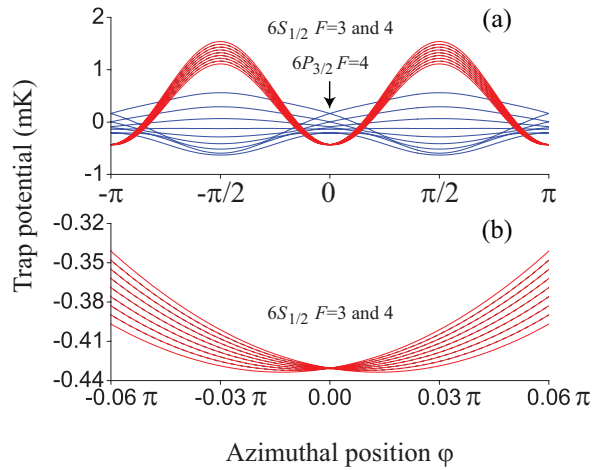 2
(a)
6S1/2 F=3 and 4
1
6P3/2 F=4
0
-1
-π -π/2 0 π/2 π
Trap potential (mK)
-0.32
(b)
-0.35
-0.38
6S1/2 F=3 and 4
-0.41
-0.44
-0.06 π -0.03 π 0.00 0.03 π 0.06 π
Azimuthal position φ